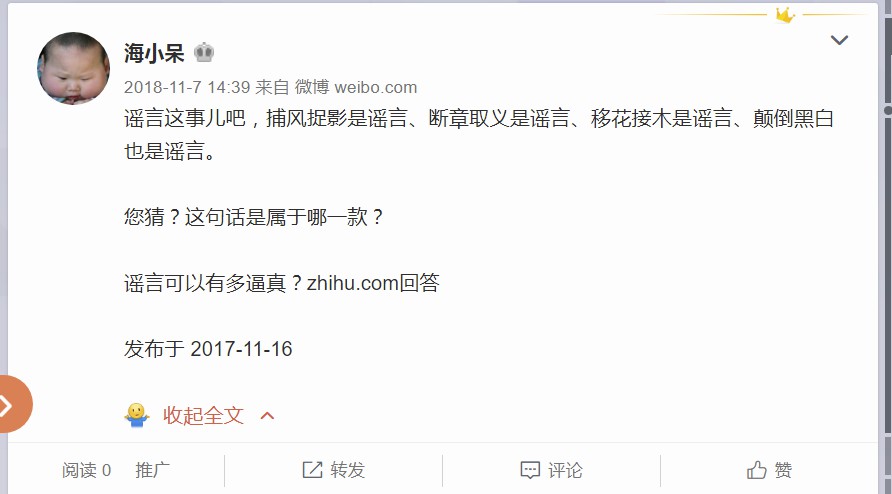 海小呆
2018-11-7 14:39 来自 微博 weibo.com
谣言这事儿吧，捕风捉影是谣言、断章取义是谣言、移花接木是谣言、颠倒黑白
也是谣言。
您猜？这句话是属于哪一款？
谣言可以有多逼真？zhihu.com回答
发布于 2017-11-16
收起全文
阅读 0 推广 转发 评论 赞